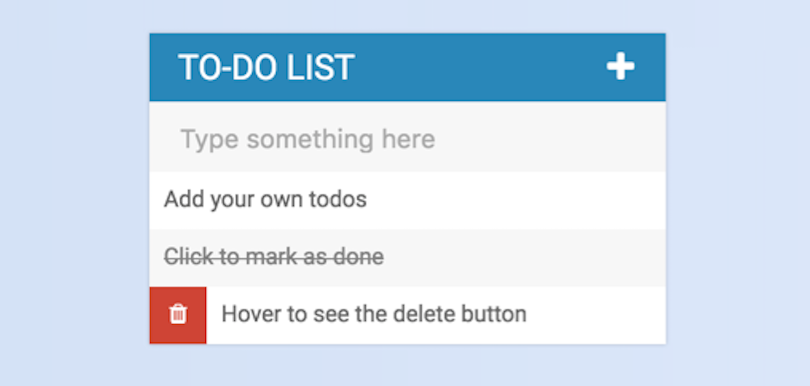 TO-DO LIST
Type something here
Add your own todos
Click to mark as done
Hover to see the delete button